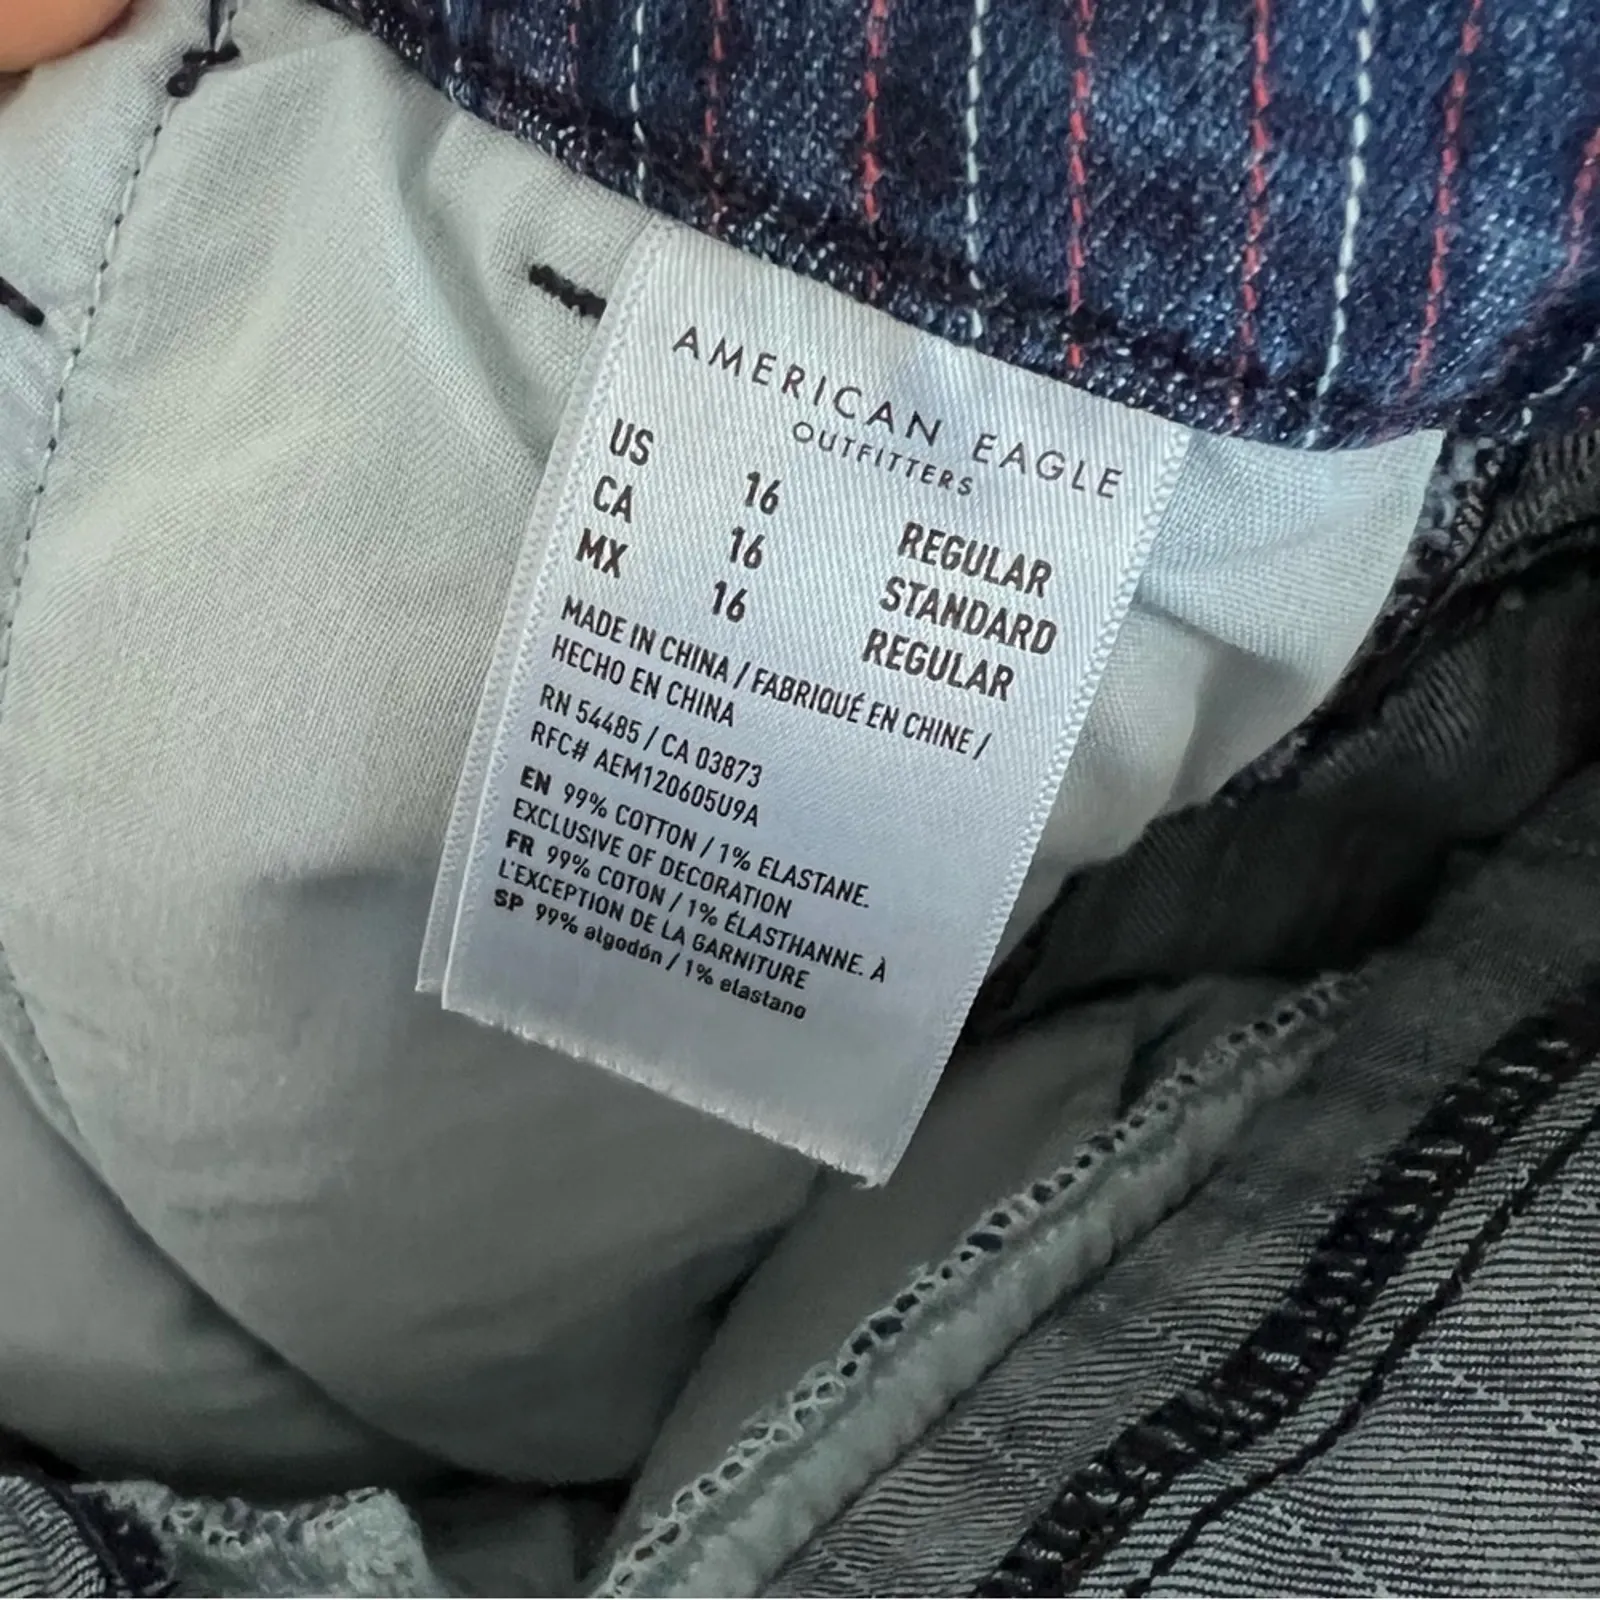 AMERICAN EAGLE
OUTFITTERS
US 16 REGULAR
CA 16 STANDARD
MX 16 REGULAR
MADE IN CHINA / FABRIQUÉ EN CHINE /
HECHO EN CHINA
RN 54485 / CA 03873
RFC# AEM120605U9A
EN 99% COTTON / 1% ELASTANE.
EXCLUSIVE OF DECORATION
FR 99% COTON / 1% ÉLASTHANNE. À
L'EXCEPTION DE LA GARNITURE
SP 99% algodón / 1% elastano